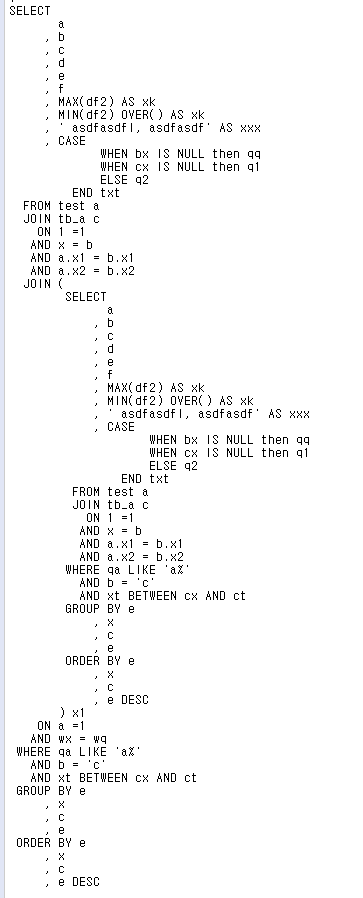 SELECT
a
, b
, c
, d
, e
, f
, MAX(df2) AS xk
, MIN(df2) OVER() AS xk
, ' asdfasdfl, asdfasdf' AS xxx
, CASE
WHEN bx IS NULL then qq
WHEN cx IS NULL then q1
ELSE q2
END txt
FROM test a
JOIN tb_a c
ON 1 =1
AND x = b
AND a.x1 = b.x1
AND a.x2 = b.x2
JOIN (
SELECT
a
, b
, c
, d
, e
, f
, MAX(df2) AS xk
, MIN(df2) OVER() AS xk
, ' asdfasdfl, asdfasdf' AS xxx
, CASE
WHEN bx IS NULL then qq
WHEN cx IS NULL then q1
ELSE q2
END txt
FROM test a
JOIN tb_a c
ON 1 =1
AND x = b
AND a.x1 = b.x1
AND a.x2 = b.x2
WHERE qa LIKE 'a%'
AND b = 'c'
AND xt BETWEEN cx AND ct
GROUP BY e
, x
, c
, e
ORDER BY e
, x
, c
, e DESC
) x1
ON a =1
AND wx = wq
WHERE qa LIKE 'a%'
AND b = 'c'
AND xt BETWEEN cx AND ct
GROUP BY e
, x
, c
, e
ORDER BY e
, x
, c
, e DESC